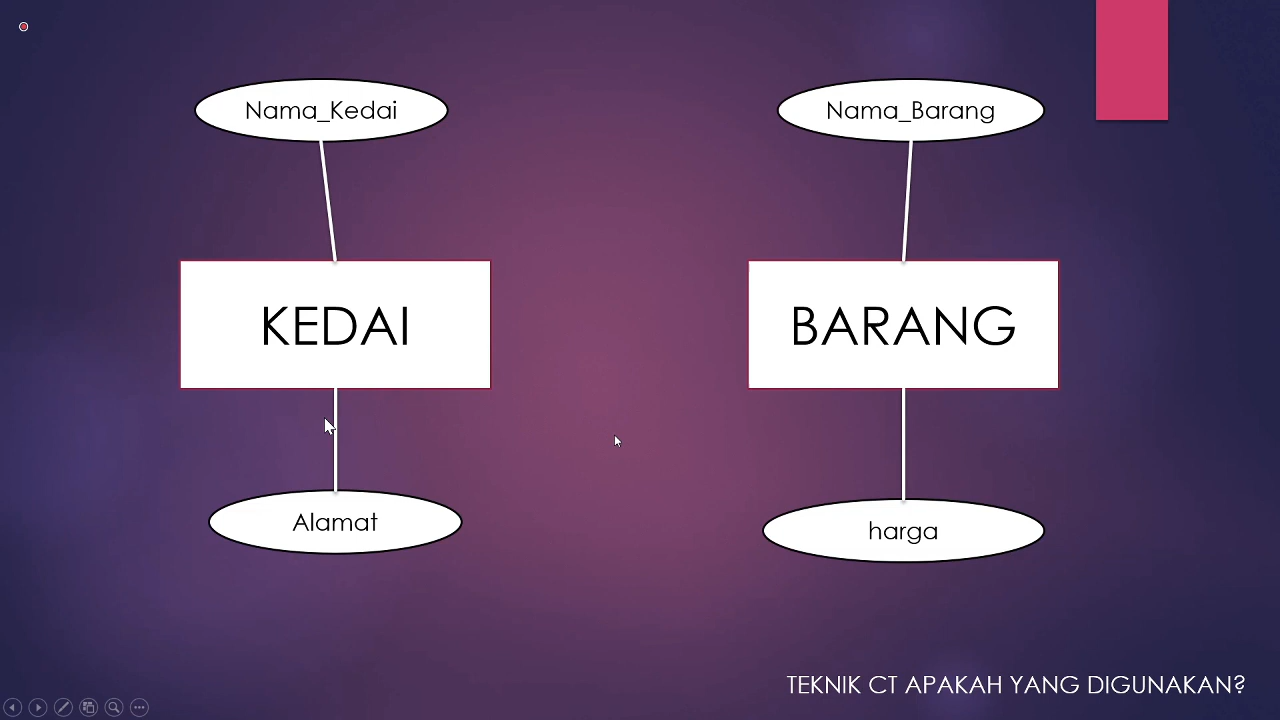 Nama_Kedai
Nama_Barang
KEDAI
BARANG
Alamat
harga
TEKNIK CT APAKAH YANG DIGUNAKAN?